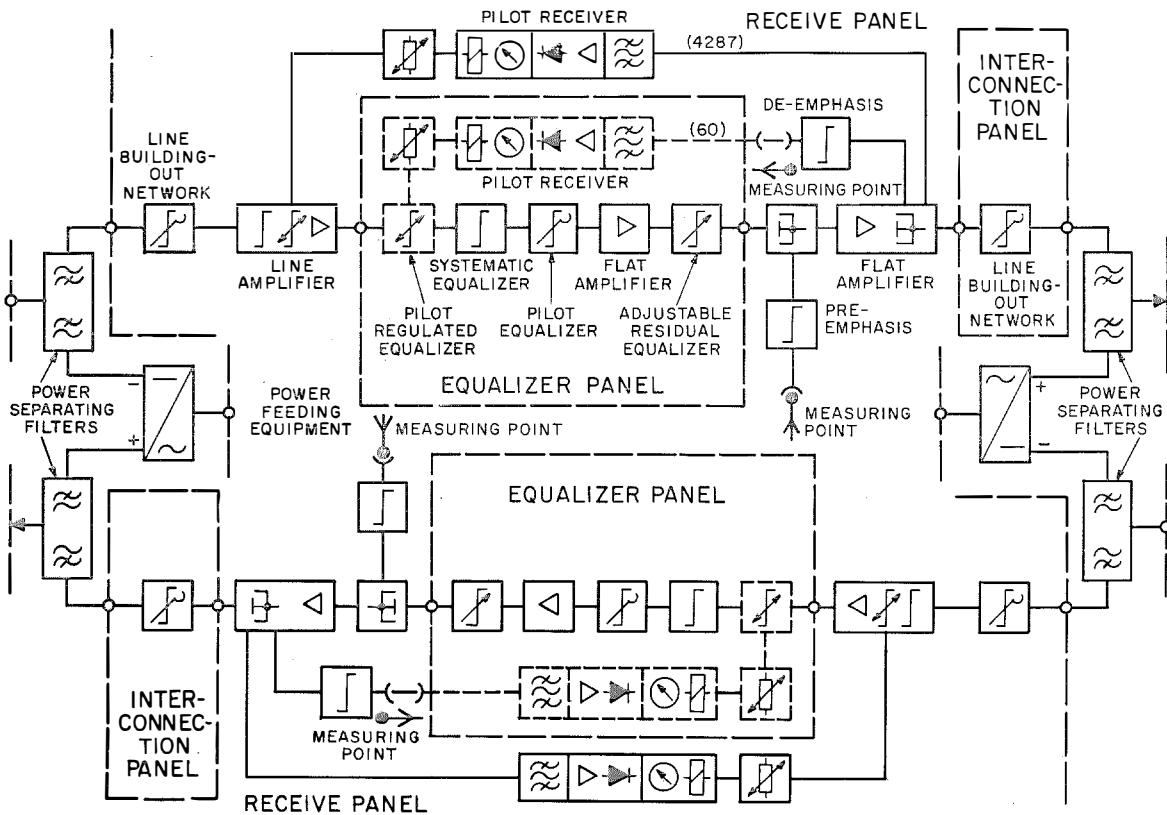 PILOT RECEIVER
RECEIVE PANEL
(4287)
INTER-
CONNEC-
TION
PANEL
DE-EMPHASIS
LINE
BUILDING-
OUT
NETWORK
(60)
PILOT RECEIVER
MEASURING POINT
LINE
AMPLIFIER
SYSTEMATIC
EQUALIZER
FLAT
AMPLIFIER
FLAT
AMPLIFIER
LINE
BUILDING-
OUT
NETWORK
PILOT
REGULATED
EQUALIZER
PILOT
EQUALIZER
ADJUSTABLE
RESIDUAL
EQUALIZER
PRE-
EMPHASIS
EQUALIZER PANEL
POWER
SEPARATING
FILTERS
−
+
POWER
FEEDING
EQUIPMENT
MEASURING POINT
MEASURING
POINT
+
−
POWER
SEPARATING
FILTERS
EQUALIZER PANEL
INTER-
CONNEC-
TION
PANEL
MEASURING
POINT
RECEIVE PANEL